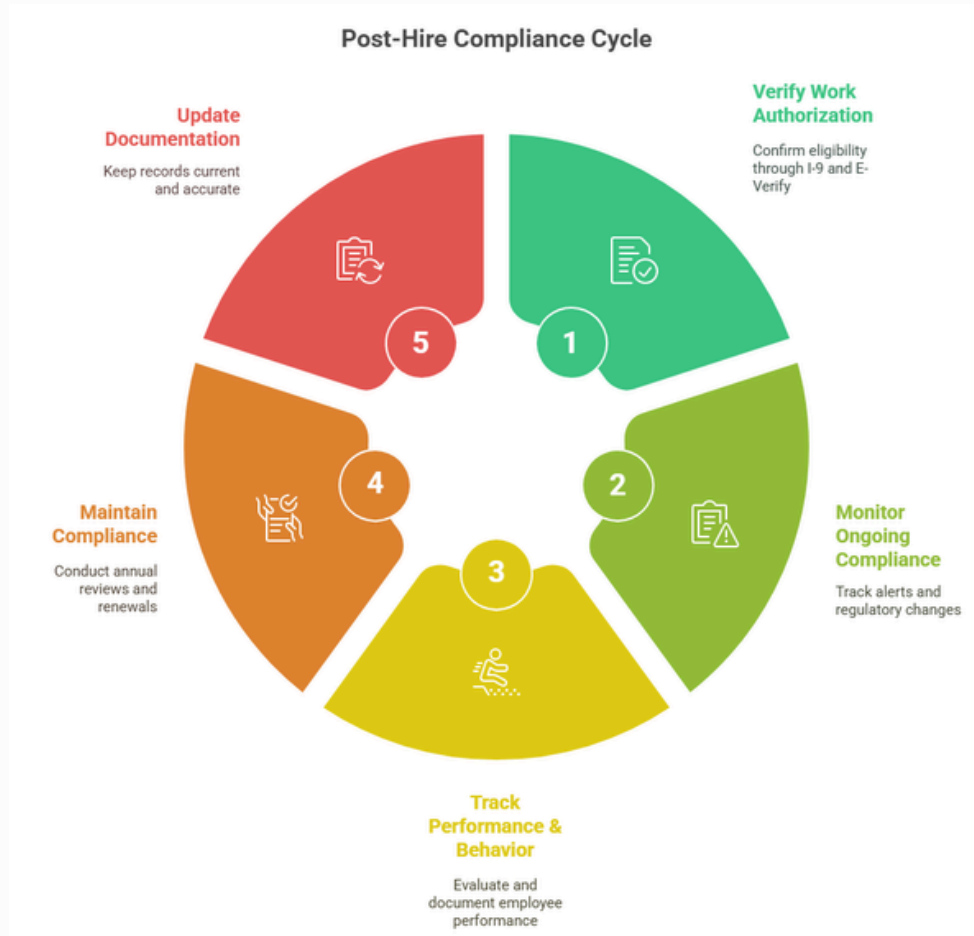 Post-Hire Compliance Cycle
Verify Work
Authorization
Confirm eligibility
through I-9 and E-
Verify
1
2
Monitor
Ongoing
Compliance
Track alerts and
regulatory changes
3
Track
Performance &
Behavior
Evaluate and
document employee
performance
4
Maintain
Compliance
Conduct annual
reviews and
renewals
5
Update
Documentation
Keep records current
and accurate